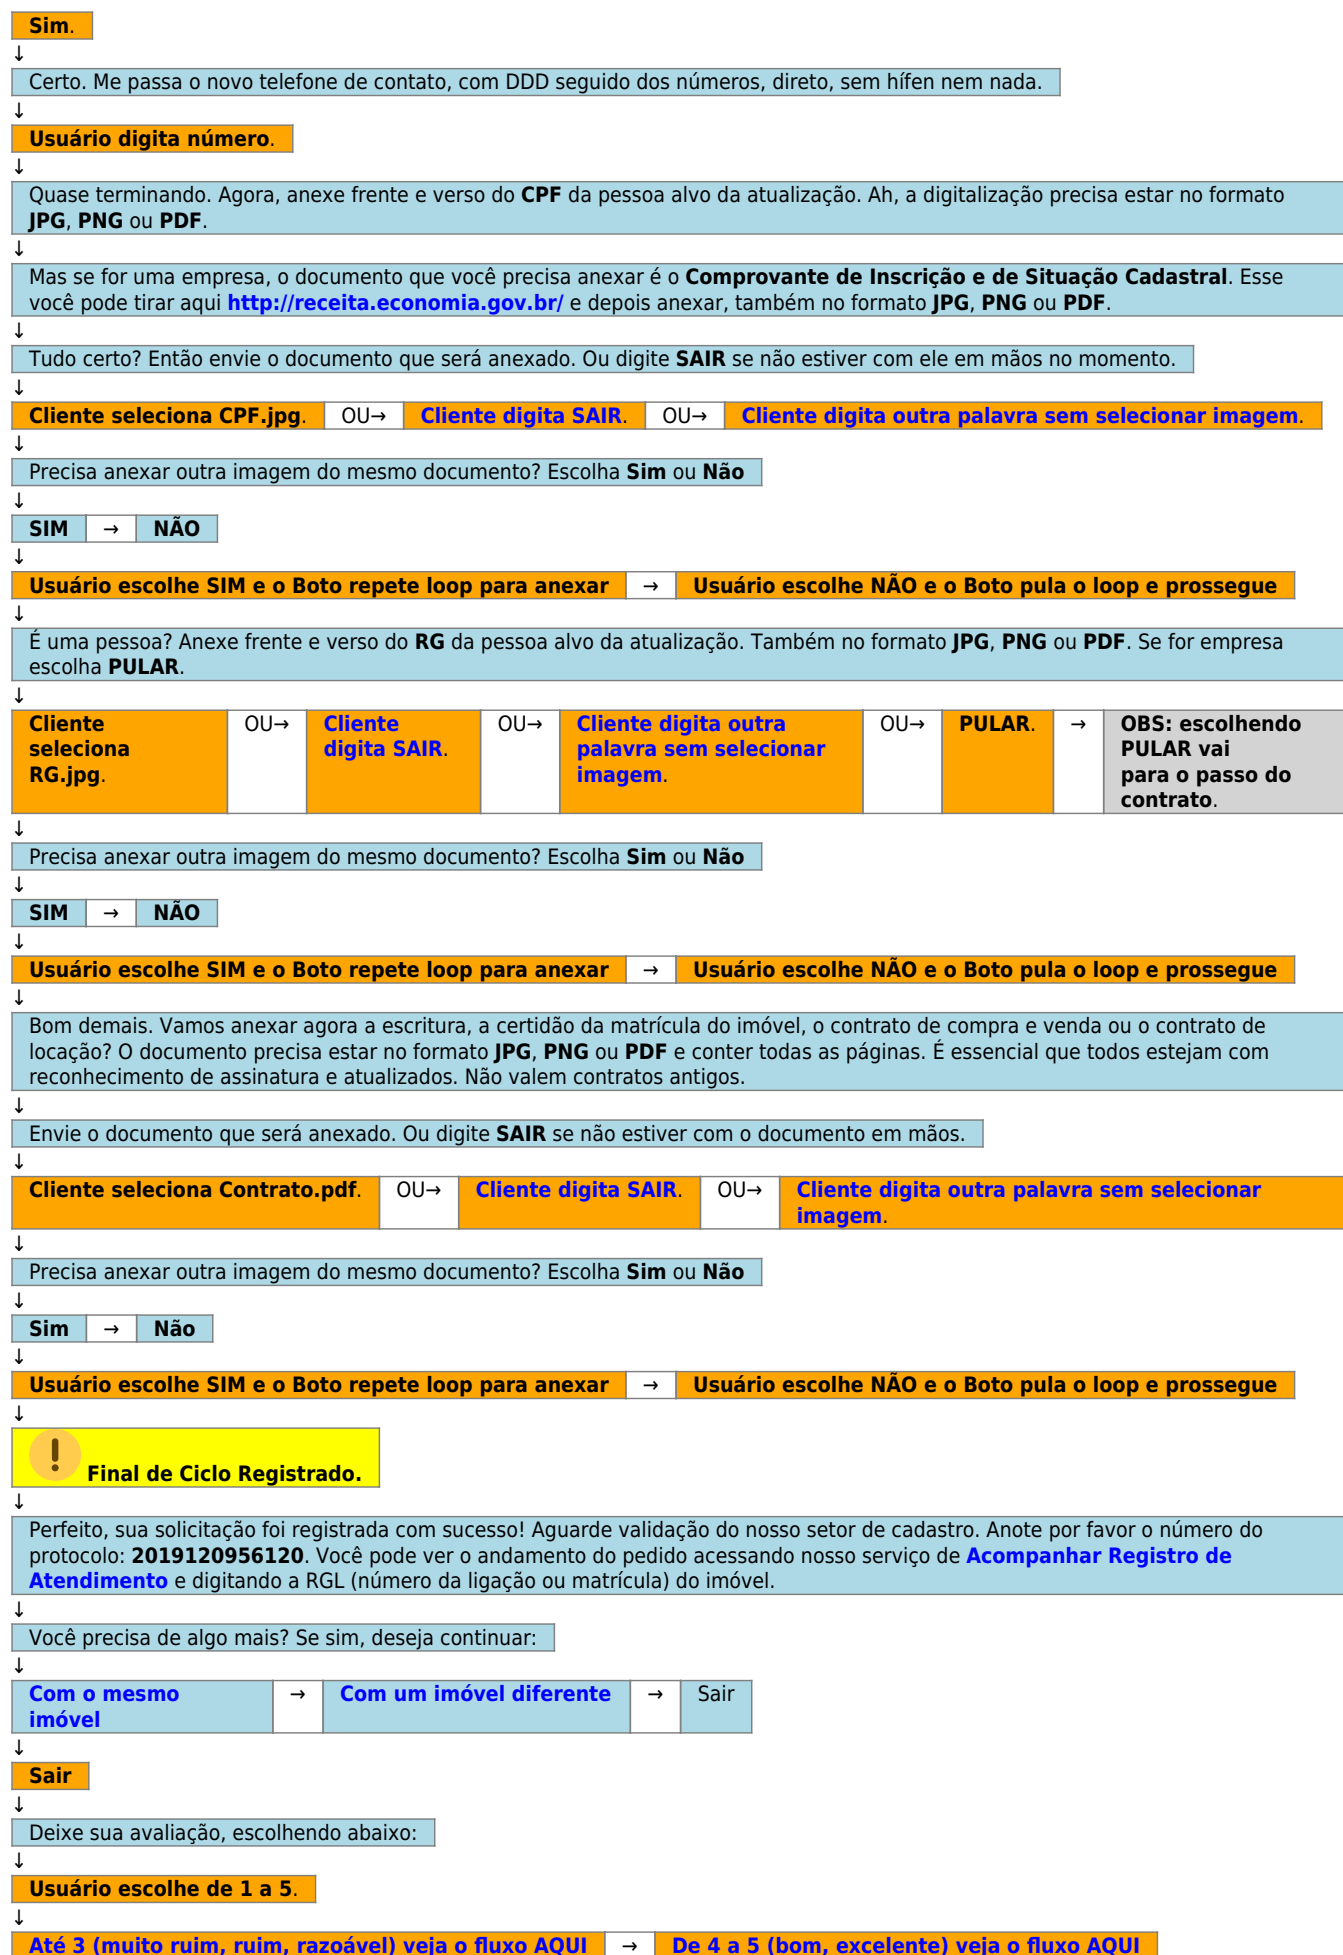 Sim.
↓
Certo. Me passa o novo telefone de contato, com DDD seguido dos números, direto, sem hífen nem nada.
↓
Usuário digita número.
↓
Quase terminando. Agora, anexe frente e verso do CPF da pessoa alvo da atualização. Ah, a digitalização precisa estar no formato
JPG, PNG ou PDF.
↓
Mas se for uma empresa, o documento que você precisa anexar é o Comprovante de Inscrição e de Situação Cadastral. Esse
você pode tirar aqui http://receita.economia.gov.br/ e depois anexar, também no formato JPG, PNG ou PDF.
↓
Tudo certo? Então envie o documento que será anexado. Ou digite SAIR se não estiver com ele em mãos no momento.
↓
Cliente seleciona CPF.jpg. OU→ Cliente digita SAIR. OU→ Cliente digita outra palavra sem selecionar imagem.
↓
Precisa anexar outra imagem do mesmo documento? Escolha Sim ou Não
↓
SIM → NÃO
↓
Usuário escolhe SIM e o Boto repete loop para anexar → Usuário escolhe NÃO e o Boto pula o loop e prossegue
↓
É uma pessoa? Anexe frente e verso do RG da pessoa alvo da atualização. Também no formato JPG, PNG ou PDF. Se for empresa
escolha PULAR.
↓
Cliente
seleciona
RG.jpg.
OU→
Cliente
digita SAIR.
OU→
Cliente digita outra
palavra sem selecionar
imagem.
OU→
PULAR.
→
OBS: escolhendo
PULAR vai
para o passo do
contrato.
↓
Precisa anexar outra imagem do mesmo documento? Escolha Sim ou Não
↓
SIM → NÃO
↓
Usuário escolhe SIM e o Boto repete loop para anexar → Usuário escolhe NÃO e o Boto pula o loop e prossegue
↓
Bom demais. Vamos anexar agora a escritura, a certidão da matrícula do imóvel, o contrato de compra e venda ou o contrato de
locação? O documento precisa estar no formato JPG, PNG ou PDF e conter todas as páginas. É essencial que todos estejam com
reconhecimento de assinatura e atualizados. Não valem contratos antigos.
↓
Envie o documento que será anexado. Ou digite SAIR se não estiver com o documento em mãos.
↓
Cliente seleciona Contrato.pdf. OU→ Cliente digita SAIR. OU→ Cliente digita outra palavra sem selecionar
imagem.
↓
Precisa anexar outra imagem do mesmo documento? Escolha Sim ou Não
↓
Sim → Não
↓
Usuário escolhe SIM e o Boto repete loop para anexar → Usuário escolhe NÃO e o Boto pula o loop e prossegue
↓
! Final de Ciclo Registrado.
↓
Perfeito, sua solicitação foi registrada com sucesso! Aguarde validação do nosso setor de cadastro. Anote por favor o número do
protocolo: 2019120956120. Você pode ver o andamento do pedido acessando nosso serviço de Acompanhar Registro de
Atendimento e digitando a RGL (número da ligação ou matrícula) do imóvel.
↓
Você precisa de algo mais? Se sim, deseja continuar:
↓
Com o mesmo
imóvel
→ Com um imóvel diferente → Sair
↓
Sair
↓
Deixe sua avaliação, escolhendo abaixo:
↓
Usuário escolhe de 1 a 5.
↓
Até 3 (muito ruim, ruim, razoável) veja o fluxo AQUI → De 4 a 5 (bom, excelente) veja o fluxo AQUI